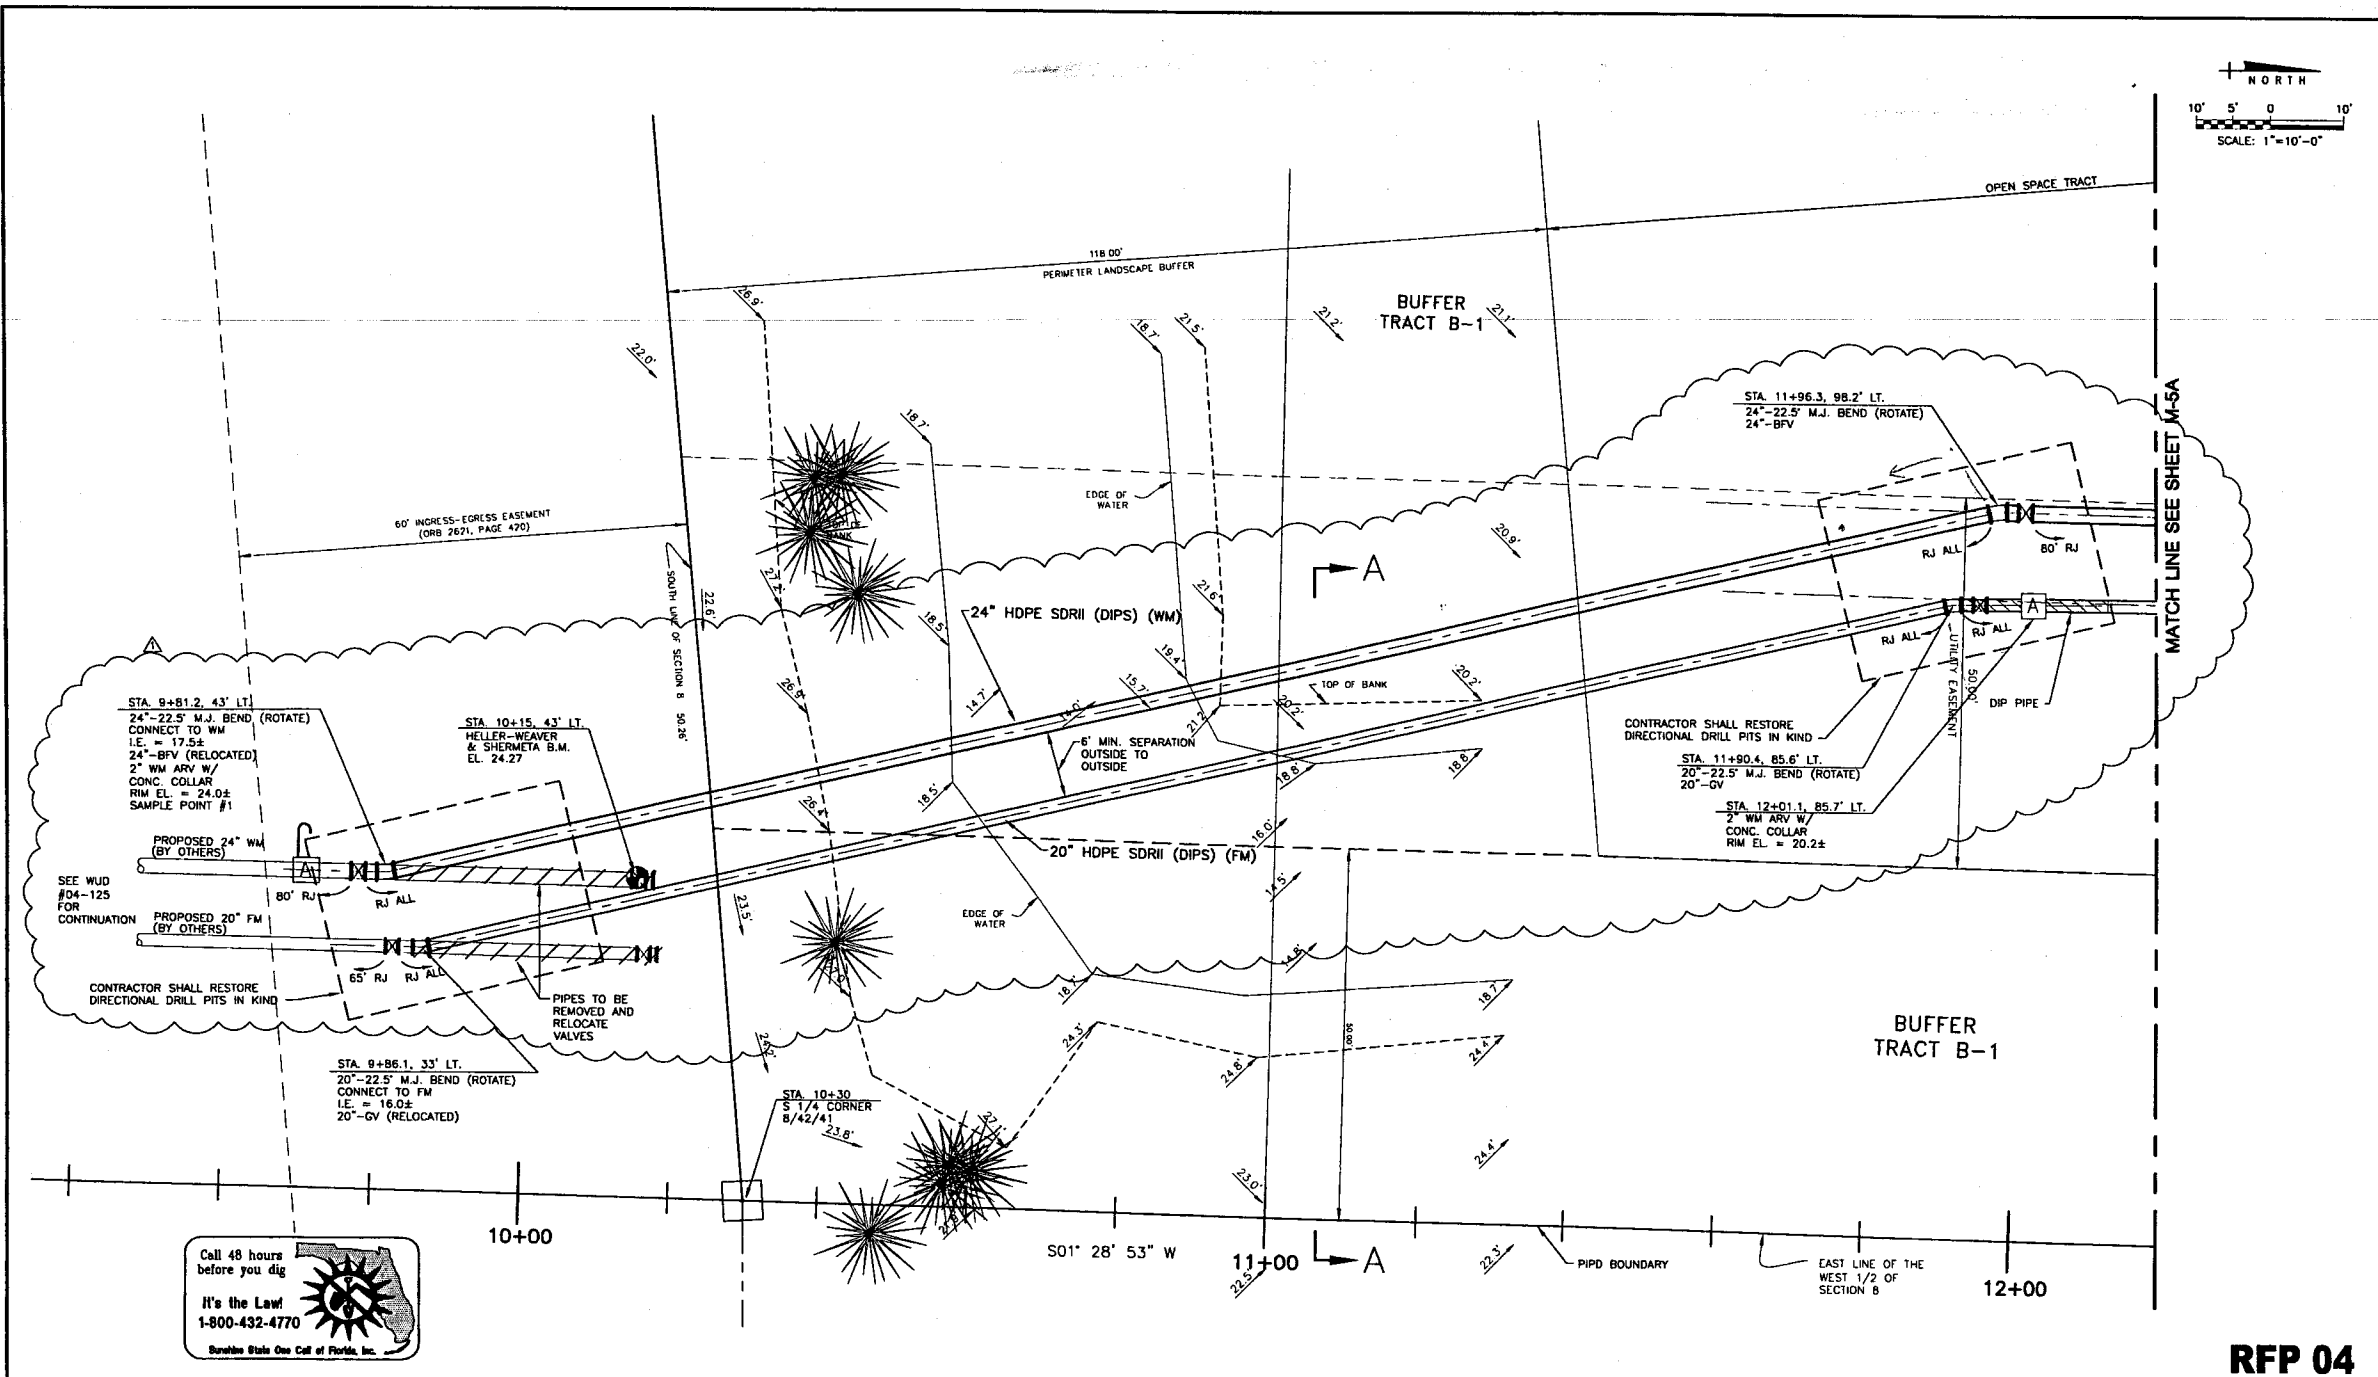 NORTH
10' 5' 0 10'
SCALE: 1"=10'-0"
OPEN SPACE TRACT
118.00'
PERIMETER LANDSCAPE BUFFER
BUFFER
TRACT B-1
26.9'
18.7'
21.5'
21.2'
21.1'
22.0'
18.7'
STA. 11+96.3, 98.2' LT.
24"-22.5° M.J. BEND (ROTATE)
24"-BFV
MATCH LINE SEE SHEET M-5A
60' INGRESS-EGRESS EASEMENT
(ORB 2621, PAGE 420)
EDGE OF
WATER
20.9'
A
RJ ALL
80' RJ
SOUTH LINE OF SECTION 8 50.26'
22.6'
27.2'
BANK
18.5'
24" HDPE SDR11 (DIPS) (WM)
21.6'
19.4'
A
RJ ALL
RJ ALL
UTILITY EASEMENT
50.00'
DIP PIPE
1
26.9'
14.7'
14.0'
15.7'
21.2'
20.2'
TOP OF BANK
20.2'
STA. 9+81.2, 43' LT.
24"-22.5° M.J. BEND (ROTATE)
CONNECT TO WM
I.E. = 17.5±
24"-BFV (RELOCATED)
2" WM ARV W/
CONC. COLLAR
RIM EL. = 24.0±
SAMPLE POINT #1
STA. 10+15, 43' LT.
HELLER-WEAVER
& SHERMETA B.M.
EL. 24.27
6' MIN. SEPARATION
OUTSIDE TO
OUTSIDE
18.8'
18.8'
CONTRACTOR SHALL RESTORE
DIRECTIONAL DRILL PITS IN KIND
STA. 11+90.4, 85.6' LT.
20"-22.5° M.J. BEND (ROTATE)
20"-GV
STA. 12+01.1, 85.7' LT.
2" WM ARV W/
CONC. COLLAR
RIM EL. = 20.2±
18.5'
26.4'
16.0'
20" HDPE SDR11 (DIPS) (FM)
PROPOSED 24" WM
(BY OTHERS)
A
SEE WUD
#04-125
FOR
CONTINUATION
80' RJ
RJ ALL
PROPOSED 20" FM
(BY OTHERS)
65' RJ
RJ ALL
23.5'
EDGE OF
WATER
14.5'
14.8'
CONTRACTOR SHALL RESTORE
DIRECTIONAL DRILL PITS IN KIND
PIPES TO BE
REMOVED AND
RELOCATE
VALVES
18.7'
18.7'
50.00'
24.2'
24.3'
24.8'
24.4'
BUFFER
TRACT B-1
STA. 9+86.1, 33' LT.
20"-22.5° M.J. BEND (ROTATE)
CONNECT TO FM
I.E. = 16.0±
20"-GV (RELOCATED)
STA. 10+30
S 1/4 CORNER
8/42/41
23.8'
27.1'
24.4'
23.0'
10+00
S01° 28' 53" W
11+00
A
22.5'
22.3'
PIPD BOUNDARY
EAST LINE OF THE
WEST 1/2 OF
SECTION 8
12+00
Call 48 hours
before you dig
It's the Law!
1-800-432-4770
Sunshine State One Call of Florida, Inc.
RFP 04